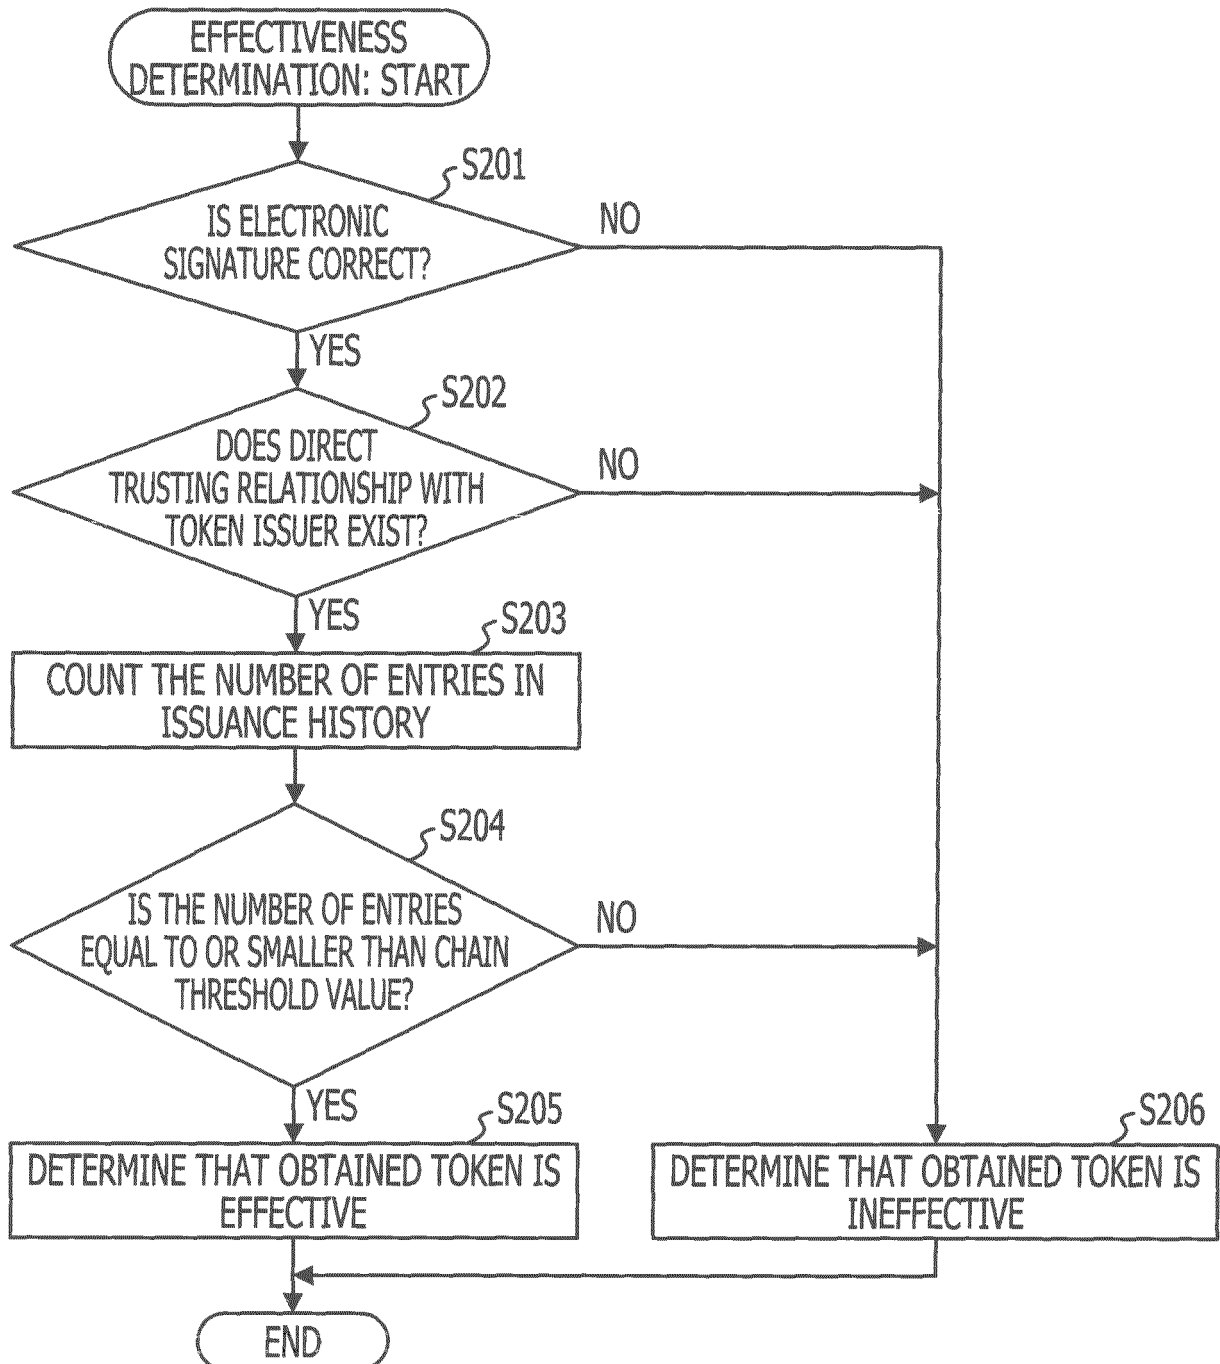 EFFECTIVENESS
DETERMINATION: START
S201
IS ELECTRONIC
SIGNATURE CORRECT?
NO
YES
S202
DOES DIRECT
TRUSTING RELATIONSHIP WITH
TOKEN ISSUER EXIST?
NO
YES
S203
COUNT THE NUMBER OF ENTRIES IN
ISSUANCE HISTORY
S204
IS THE NUMBER OF ENTRIES
EQUAL TO OR SMALLER THAN CHAIN
THRESHOLD VALUE?
NO
YES
S205
DETERMINE THAT OBTAINED TOKEN IS
EFFECTIVE
S206
DETERMINE THAT OBTAINED TOKEN IS
INEFFECTIVE
END